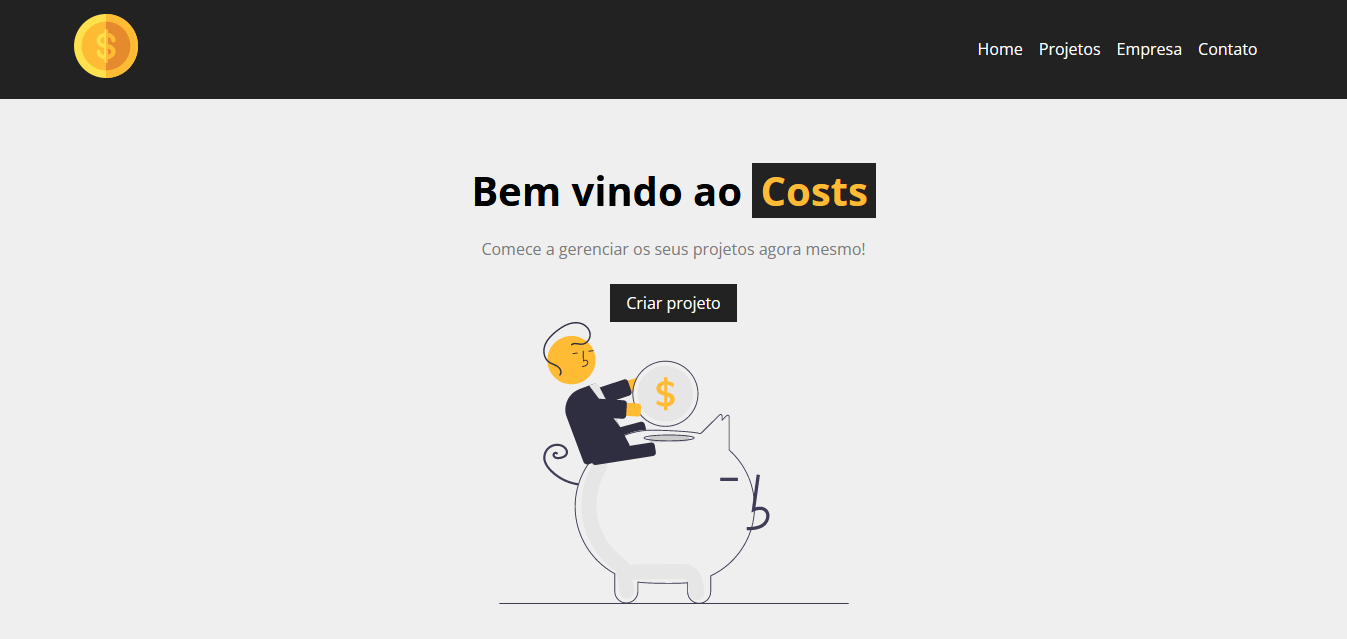 $
Home Projetos Empresa Contato
Bem vindo ao Costs
Comece a gerenciar os seus projetos agora mesmo!
Criar projeto
$